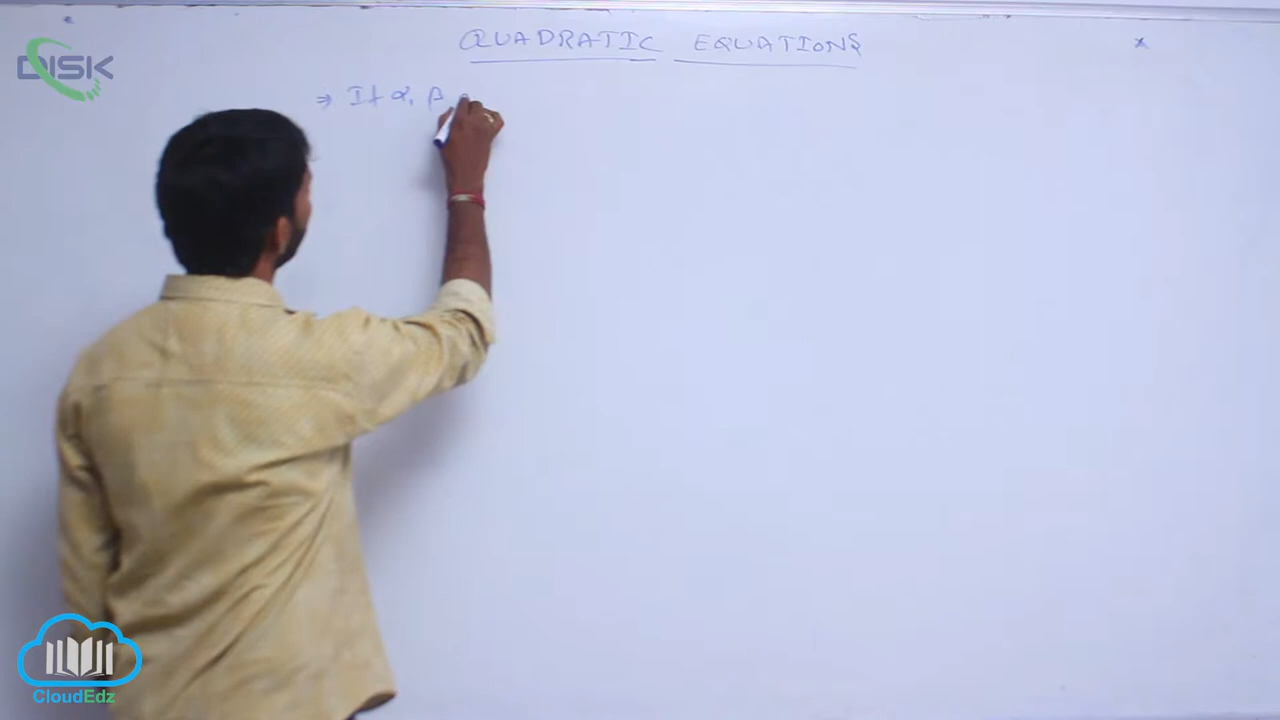 QUADRATIC EQUATIONS
DISK
⇒ If α, β
CloudEdz